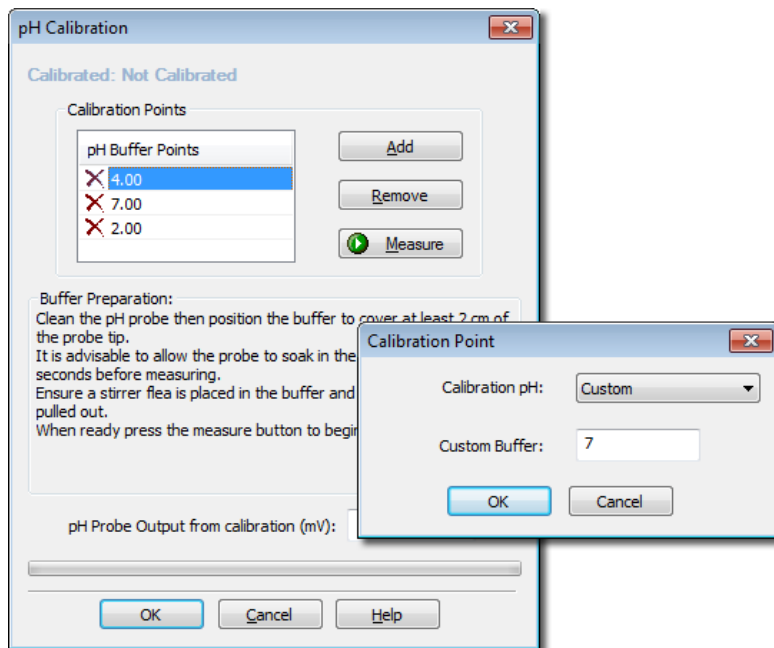 pH Calibration
Calibrated: Not Calibrated
Calibration Points
pH Buffer Points
4.00
7.00
2.00
Add
Remove
Measure
Buffer Preparation:
Clean the pH probe then position the buffer to cover at least 2 cm of
the probe tip.
It is advisable to allow the probe to soak in the
seconds before measuring.
Ensure a stirrer flea is placed in the buffer and
pulled out.
When ready press the measure button to begin
pH Probe Output from calibration (mV):
OK
Cancel
Help
Calibration Point
Calibration pH:
Custom
Custom Buffer:
7
OK
Cancel